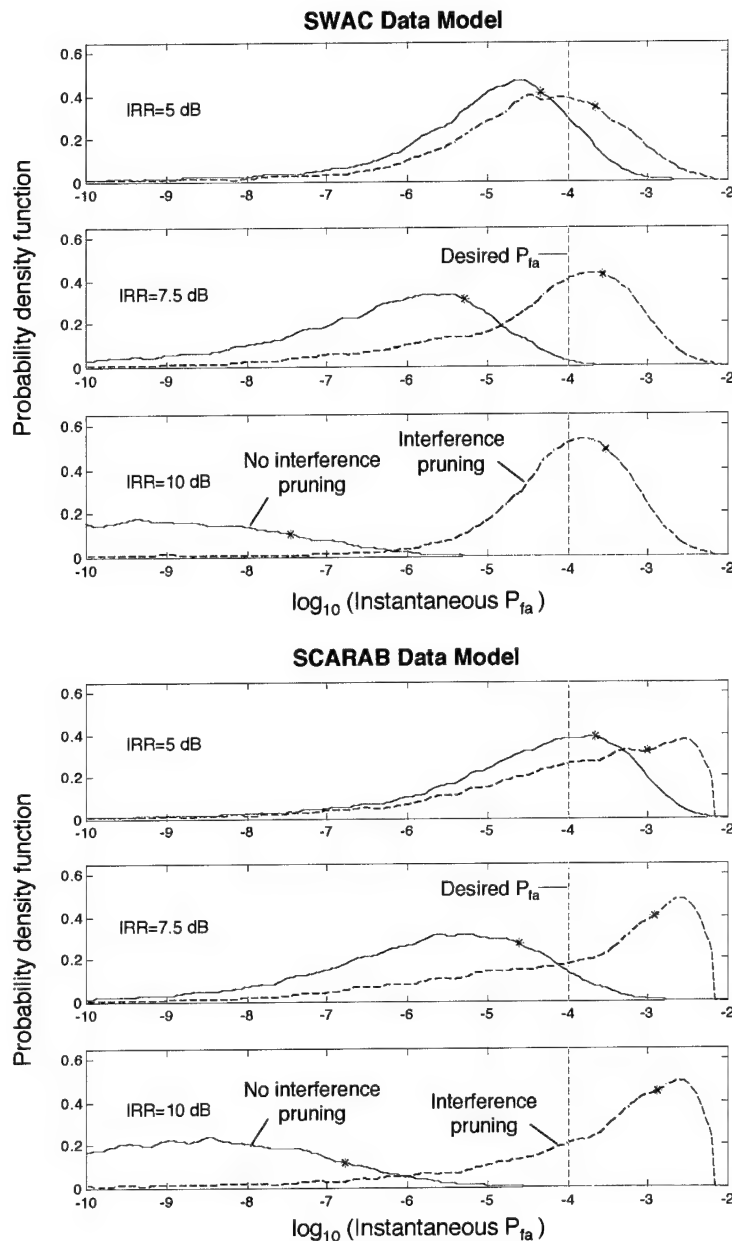 SWAC Data Model
0.6
0.4
0.2
0
IRR=5 dB
-10 -9 -8 -7 -6 -5 -4 -3 -2
0.6
0.4
0.2
0
IRR=7.5 dB
Desired Pfa
-10 -9 -8 -7 -6 -5 -4 -3 -2
0.6
0.4
0.2
0
IRR=10 dB
No interference
pruning
Interference
pruning
-10 -9 -8 -7 -6 -5 -4 -3 -2
Probability density function
log10 (Instantaneous Pfa )
SCARAB Data Model
0.6
0.4
0.2
0
IRR=5 dB
-10 -9 -8 -7 -6 -5 -4 -3 -2
0.6
0.4
0.2
0
IRR=7.5 dB
Desired Pfa
-10 -9 -8 -7 -6 -5 -4 -3 -2
0.6
0.4
0.2
0
IRR=10 dB
No interference
pruning
Interference
pruning
-10 -9 -8 -7 -6 -5 -4 -3 -2
Probability density function
log10 (Instantaneous Pfa )